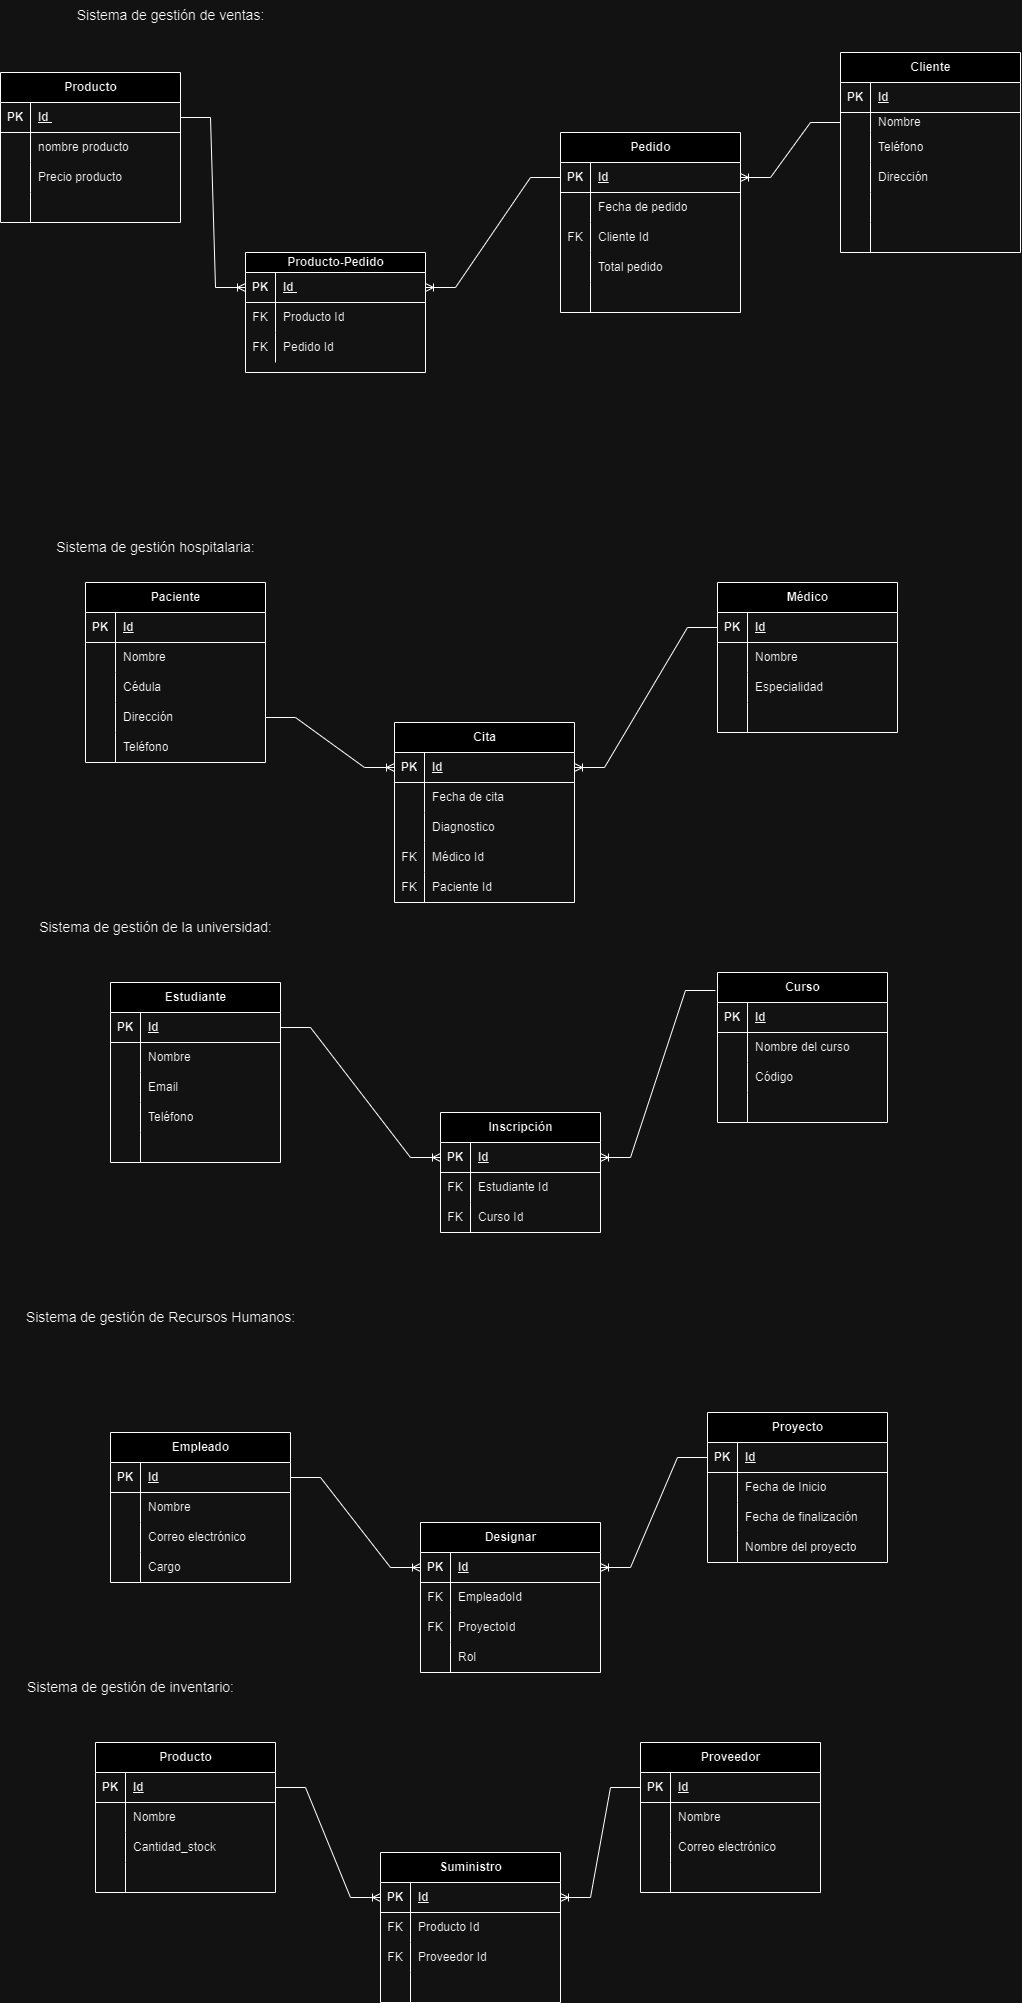 Sistema de gestión de ventas:
Producto
PK Id
nombre producto
Precio producto
Producto-Pedido
PK Id
FK Producto Id
FK Pedido Id
Pedido
PK Id
Fecha de pedido
FK Cliente Id
Total pedido
Cliente
PK Id
Nombre
Teléfono
Dirección
Sistema de gestión hospitalaria:
Paciente
PK Id
Nombre
Cédula
Dirección
Teléfono
Cita
PK Id
Fecha de cita
Diagnostico
FK Médico Id
FK Paciente Id
Médico
PK Id
Nombre
Especialidad
Sistema de gestión de la universidad:
Estudiante
PK Id
Nombre
Email
Teléfono
Inscripción
PK Id
FK Estudiante Id
FK Curso Id
Curso
PK Id
Nombre del curso
Código
Sistema de gestión de Recursos Humanos:
Empleado
PK Id
Nombre
Correo electrónico
Cargo
Designar
PK Id
FK EmpleadoId
FK ProyectoId
Rol
Proyecto
PK Id
Fecha de Inicio
Fecha de finalización
Nombre del proyecto
Sistema de gestión de inventario:
Producto
PK Id
Nombre
Cantidad_stock
Suministro
PK Id
FK Producto Id
FK Proveedor Id
Proveedor
PK Id
Nombre
Correo electrónico